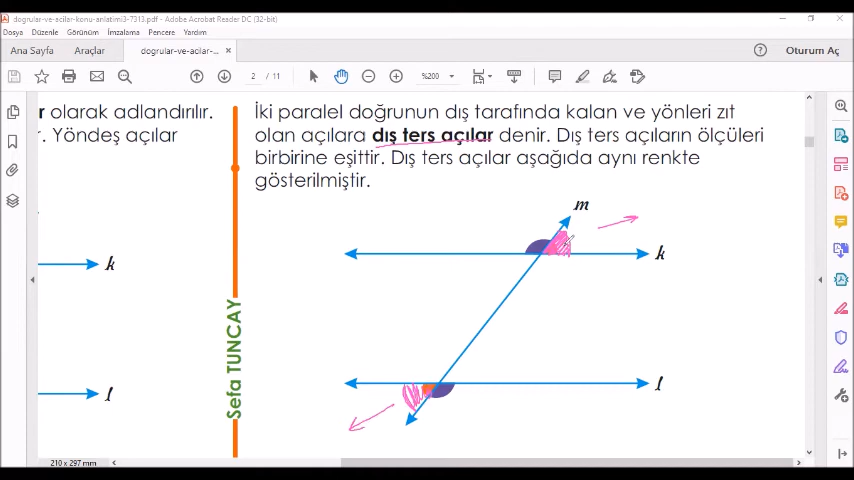 dogrular-ve-acilar-konu-anlatimi3-7313.pdf - Adobe Acrobat Reader DC (32-bit)
Dosya Düzenle Görünüm İmzala Pencere Yardım
Ana Sayfa Araçlar dogrular-ve-acilar-... × Oturum Aç
2 / 11 %200
r olarak adlandırılır.
r. Yöndeş açılar
İki paralel doğrunun dış tarafında kalan ve yönleri zıt
olan açılara dış ters açılar denir. Dış ters açıların ölçüleri
birbirine eşittir. Dış ters açılar aşağıda aynı renkte
gösterilmiştir.
m
k
k
l
l
Sefa TUNCAY
210 x 297 mm